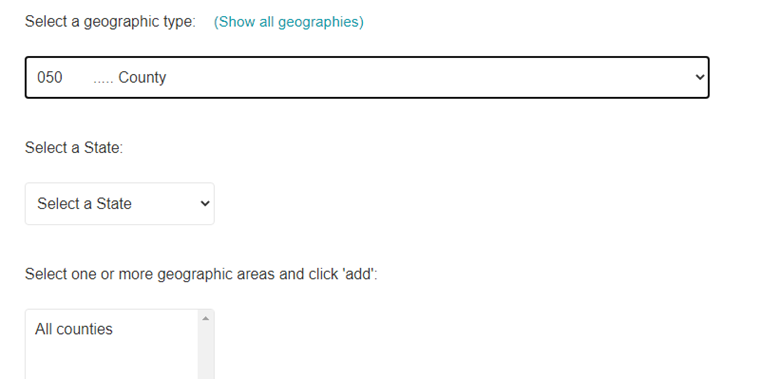 Select a geographic type: (Show all geographies)
050 ..... County
Select a State:
Select a State
Select one or more geographic areas and click 'add':
All counties